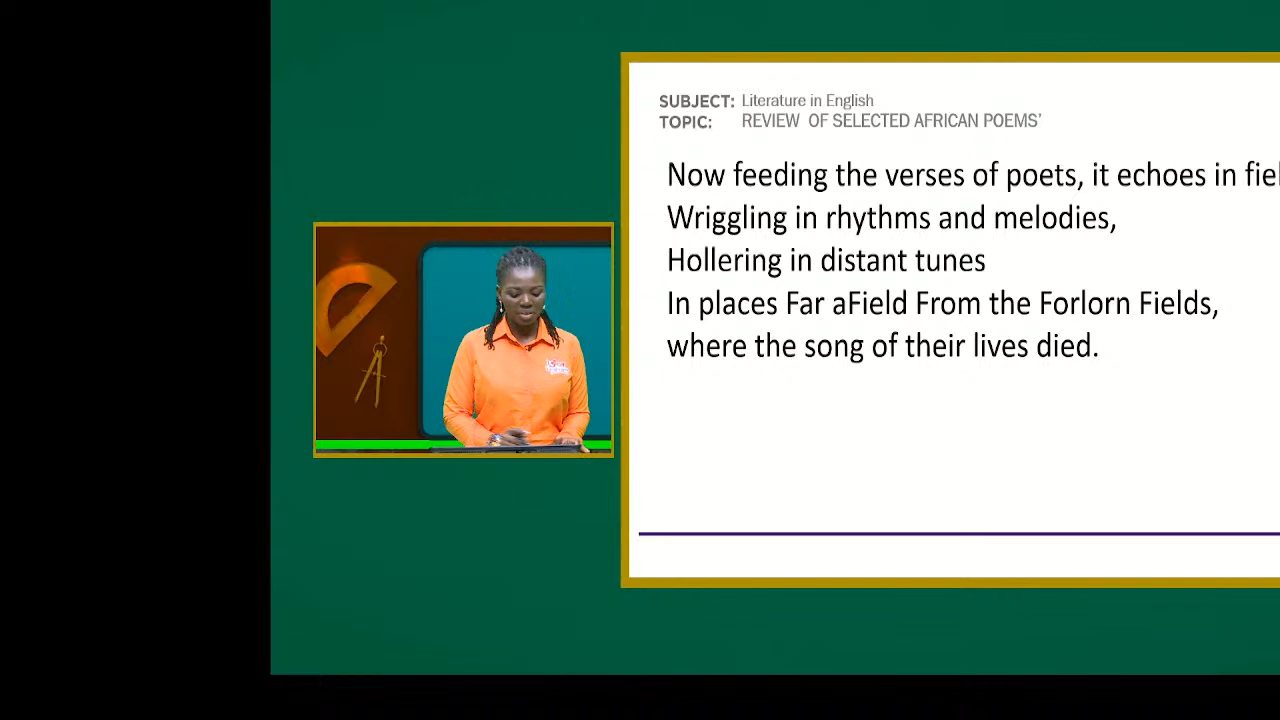 SUBJECT: Literature in English
TOPIC: REVIEW OF SELECTED AFRICAN POEMS'
Now feeding the verses of poets, it echoes in
Wriggling in rhythms and melodies,
Hollering in distant tunes
In places Far aField From the Forlorn Fields,
where the song of their lives died.